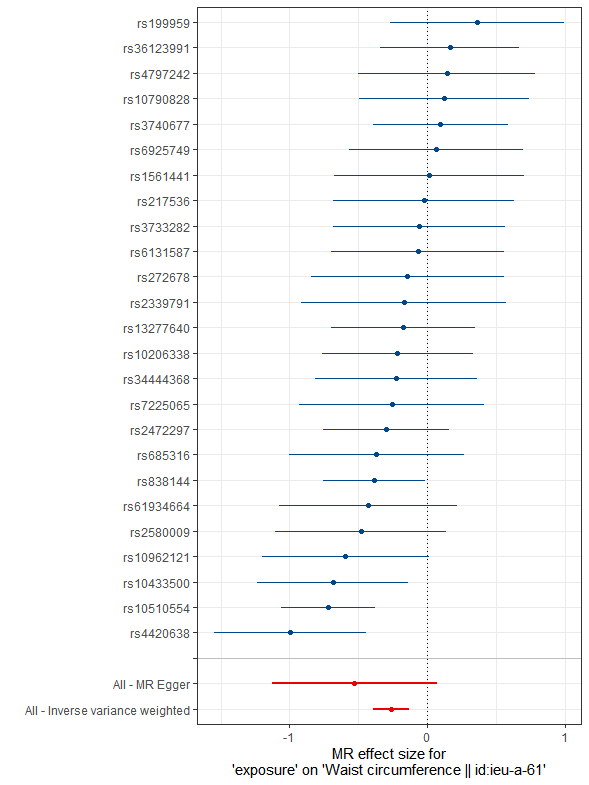 rs199959
rs36123991
rs4797242
rs10790828
rs3740677
rs6925749
rs1561441
rs217536
rs3733282
rs6131587
rs272678
rs2339791
rs13277640
rs10206338
rs34444368
rs7225065
rs2472297
rs685316
rs838144
rs61934664
rs2580009
rs10962121
rs10433500
rs10510554
rs4420638
All - MR Egger
All - Inverse variance weighted
-1 0 1
MR effect size for
'exposure' on 'Waist circumference || id:ieu-a-61'